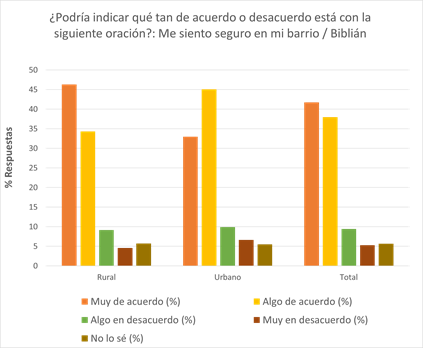 ¿Podría indicar qué tan de acuerdo o desacuerdo está con la
siguiente oración?: Me siento seguro en mi barrio / Biblián
50
45
40
35
30
25
20
15
10
5
0
% Respuestas
Rural Urbano Total
Muy de acuerdo (%) Algo de acuerdo (%)
Algo en desacuerdo (%) Muy en desacuerdo (%)
No lo sé (%)